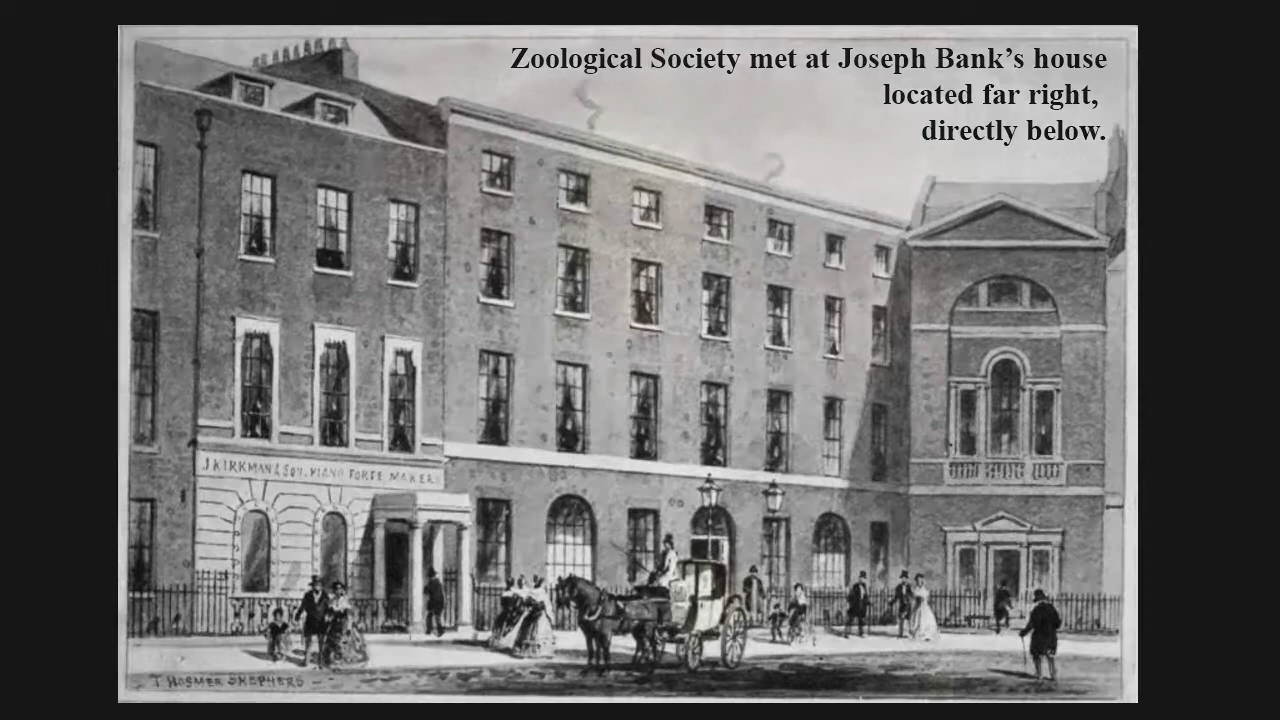 Zoological Society met at Joseph Bank’s house
located far right,
directly below.
J KIRKMAN & SON. PIANO FORTE MAKERS
T HOSMER SHEPHERD